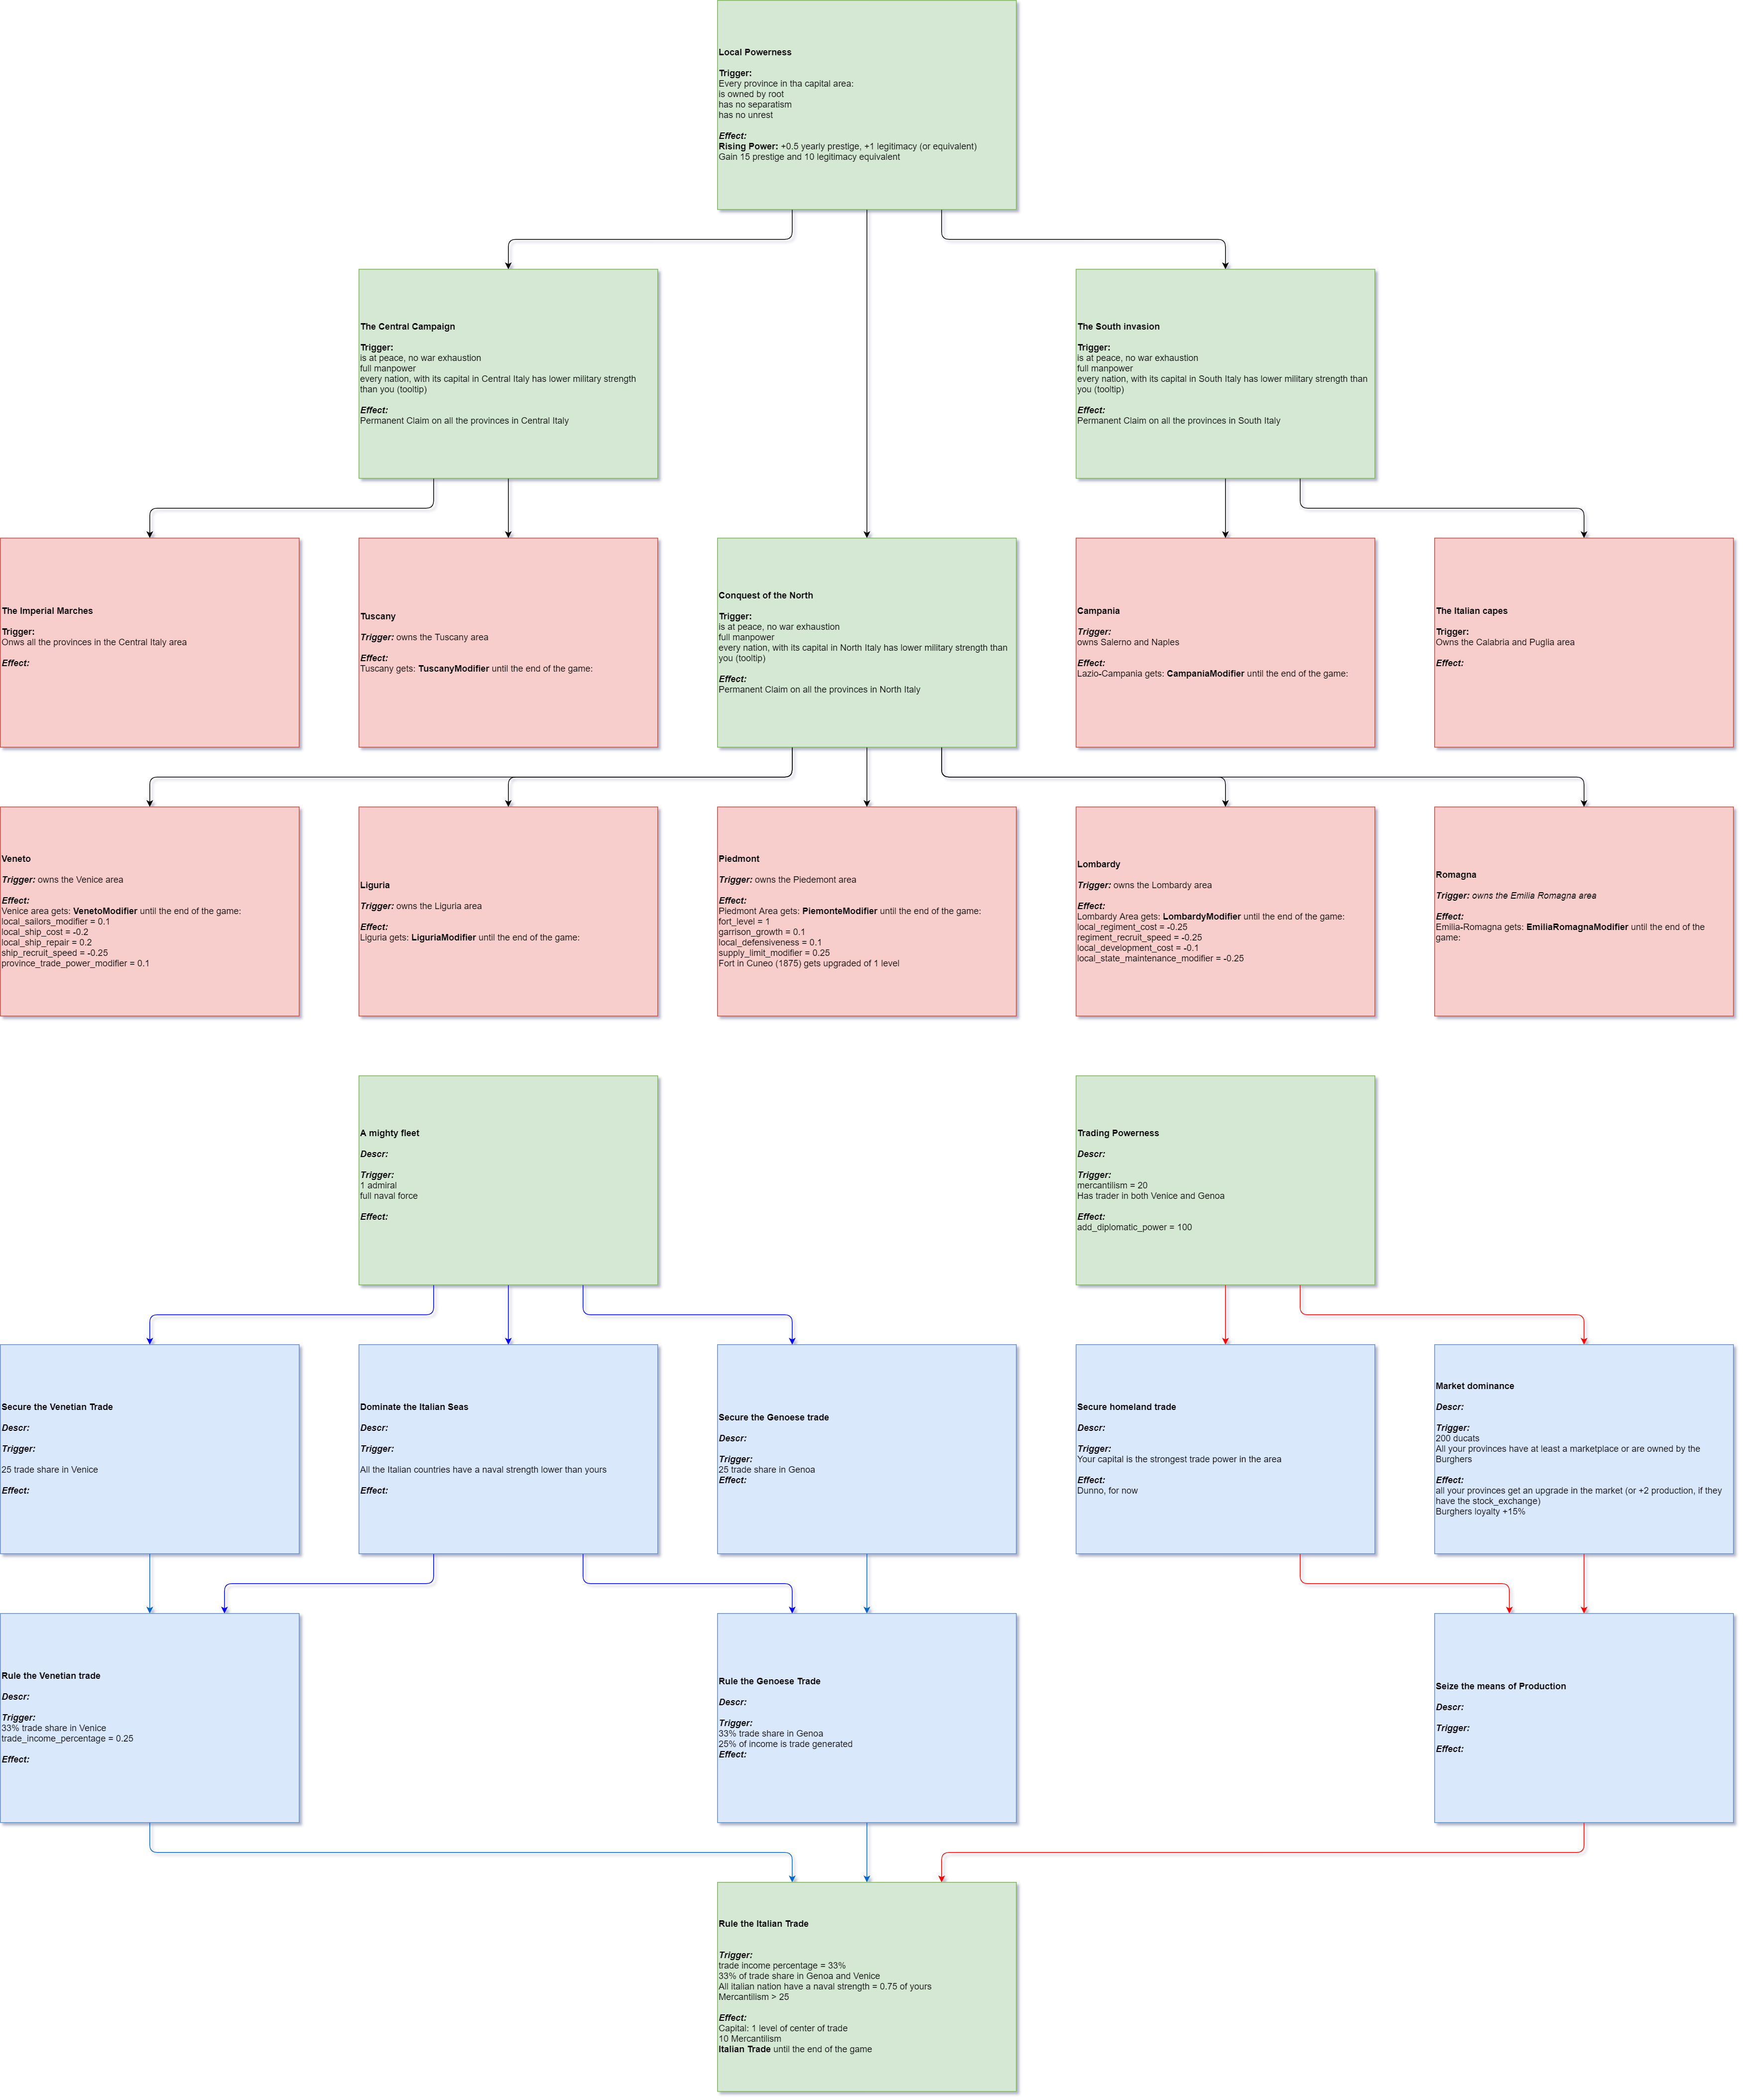 Local Powerness
Trigger:
Every province in tha capital area:
is owned by root
has no separatism
has no unrest
Effect:
Rising Power: +0.5 yearly prestige, +1 legitimacy (or equivalent)
Gain 15 prestige and 10 legitimacy equivalent
The Central Campaign
Trigger:
is at peace, no war exhaustion
full manpower
every nation, with its capital in Central Italy has lower military strength
than you (tooltip)
Effect:
Permanent Claim on all the provinces in Central Italy
The South invasion
Trigger:
is at peace, no war exhaustion
full manpower
every nation, with its capital in South Italy has lower military strength than
you (tooltip)
Effect:
Permanent Claim on all the provinces in South Italy
The Imperial Marches
Trigger:
Onws all the provinces in the Central Italy area
Effect:
Tuscany
Trigger: owns the Tuscany area
Effect:
Tuscany gets: TuscanyModifier until the end of the game:
Conquest of the North
Trigger:
is at peace, no war exhaustion
full manpower
every nation, with its capital in North Italy has lower military strength than
you (tooltip)
Effect:
Permanent Claim on all the provinces in North Italy
Campania
Trigger:
owns Salerno and Naples
Effect:
Lazio-Campania gets: CampaniaModifier until the end of the game:
The Italian capes
Trigger:
Owns the Calabria and Puglia area
Effect:
Veneto
Trigger: owns the Venice area
Effect:
Venice area gets: VenetoModifier until the end of the game:
local_sailors_modifier = 0.1
local_ship_cost = -0.2
local_ship_repair = 0.2
ship_recruit_speed = -0.25
province_trade_power_modifier = 0.1
Liguria
Trigger: owns the Liguria area
Effect:
Liguria gets: LiguriaModifier until the end of the game:
Piedmont
Trigger: owns the Piedemont area
Effect:
Piedmont Area gets: PiemonteModifier until the end of the game:
fort_level = 1
garrison_growth = 0.1
local_defensiveness = 0.1
supply_limit_modifier = 0.25
Fort in Cuneo (1875) gets upgraded of 1 level
Lombardy
Trigger: owns the Lombardy area
Effect:
Lombardy Area gets: LombardyModifier until the end of the game:
local_regiment_cost = -0.25
regiment_recruit_speed = -0.25
local_development_cost = -0.1
local_state_maintenance_modifier = -0.25
Romagna
Trigger: owns the Emilia Romagna area
Effect:
Emilia-Romagna gets: EmiliaRomagnaModifier until the end of the
game:
A mighty fleet
Descr:
Trigger:
1 admiral
full naval force
Effect:
Trading Powerness
Descr:
Trigger:
mercantilism = 20
Has trader in both Venice and Genoa
Effect:
add_diplomatic_power = 100
Secure the Venetian Trade
Descr:
Trigger:
25 trade share in Venice
Effect:
Dominate the Italian Seas
Descr:
Trigger:
All the Italian countries have a naval strength lower than yours
Effect:
Secure the Genoese trade
Descr:
Trigger:
25 trade share in Genoa
Effect:
Secure homeland trade
Descr:
Trigger:
Your capital is the strongest trade power in the area
Effect:
Dunno, for now
Market dominance
Descr:
Trigger:
200 ducats
All your provinces have at least a marketplace or are owned by the
Burghers
Effect:
all your provinces get an upgrade in the market (or +2 production, if they
have the stock_exchange)
Burghers loyalty +15%
Rule the Venetian trade
Descr:
Trigger:
33% trade share in Venice
trade_income_percentage = 0.25
Effect:
Rule the Genoese Trade
Descr:
Trigger:
33% trade share in Genoa
25% of income is trade generated
Effect:
Seize the means of Production
Descr:
Trigger:
Effect:
Rule the Italian Trade
Trigger:
trade income percentage = 33%
33% of trade share in Genoa and Venice
All italian nation have a naval strength = 0.75 of yours
Mercantilism > 25
Effect:
Capital: 1 level of center of trade
10 Mercantilism
Italian Trade until the end of the game